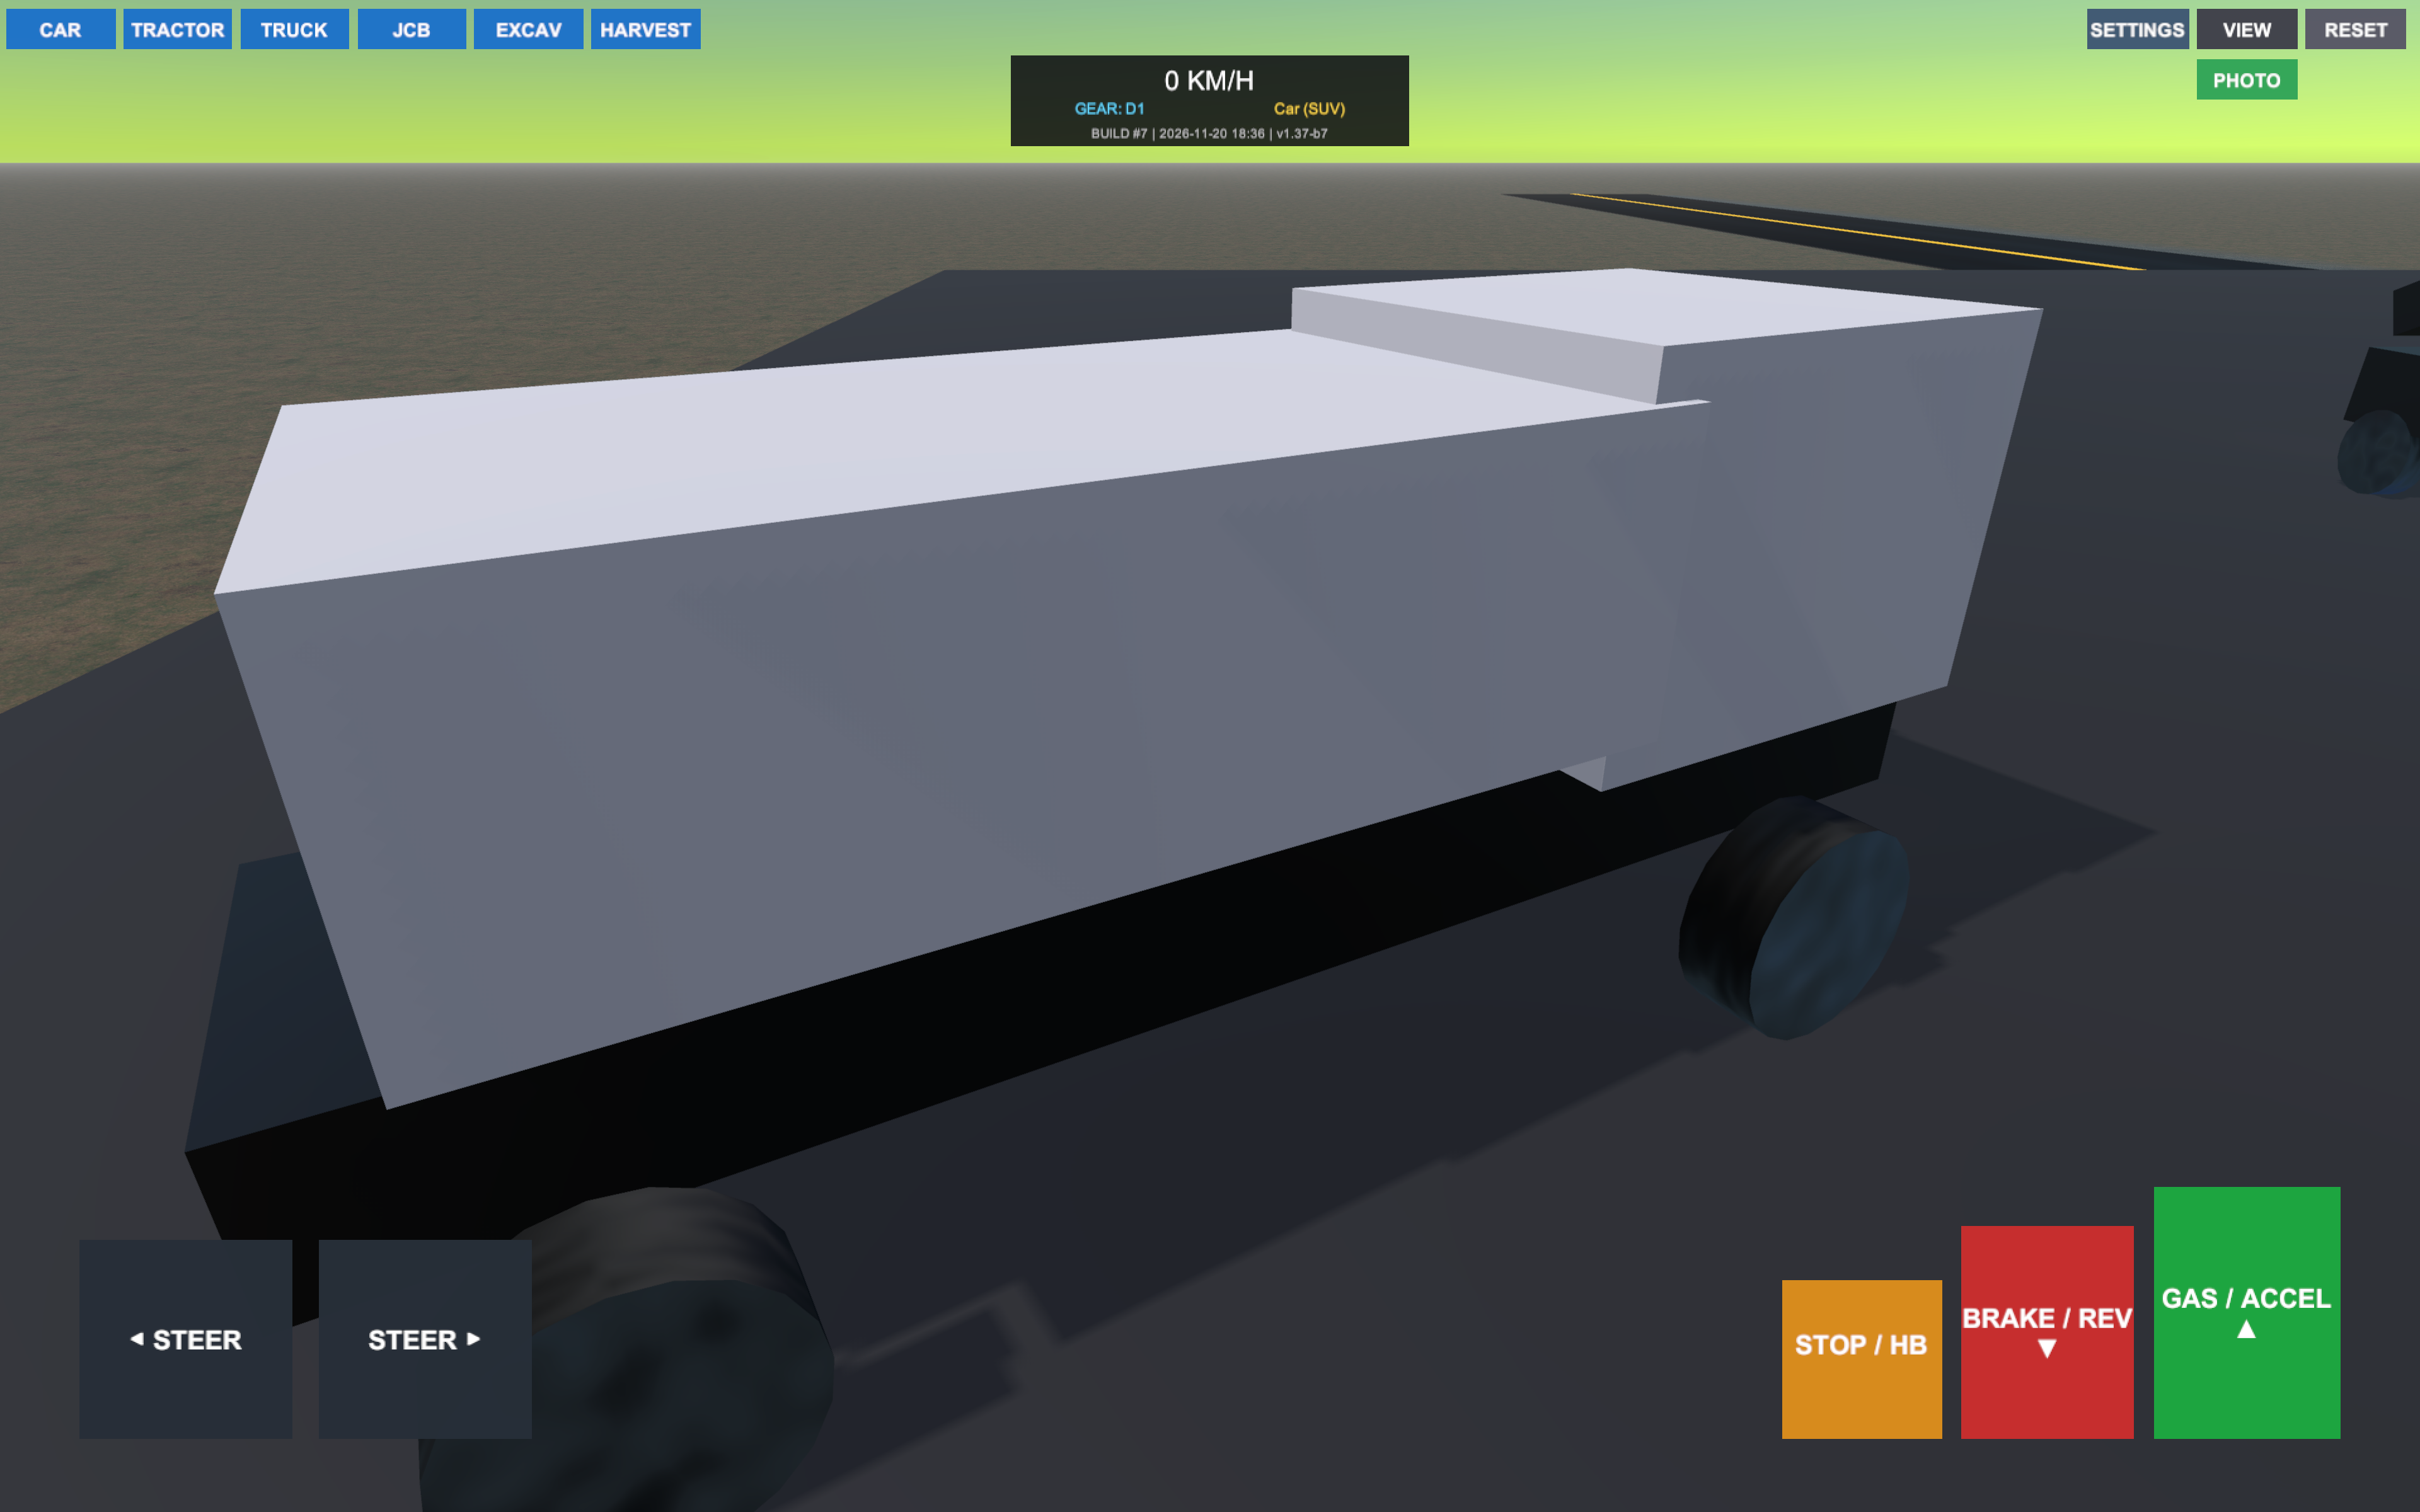 CAR TRACTOR TRUCK JCB EXCAV HARVEST SETTINGS VIEW RESET
PHOTO
0 KM/H
GEAR: D1 Car (SUV)
BUILD #7 | 2026-11-20 18:36 | v1.37-b7
◄ STEER
STEER ►
STOP / HB
BRAKE / REV
▼
GAS / ACCEL
▲